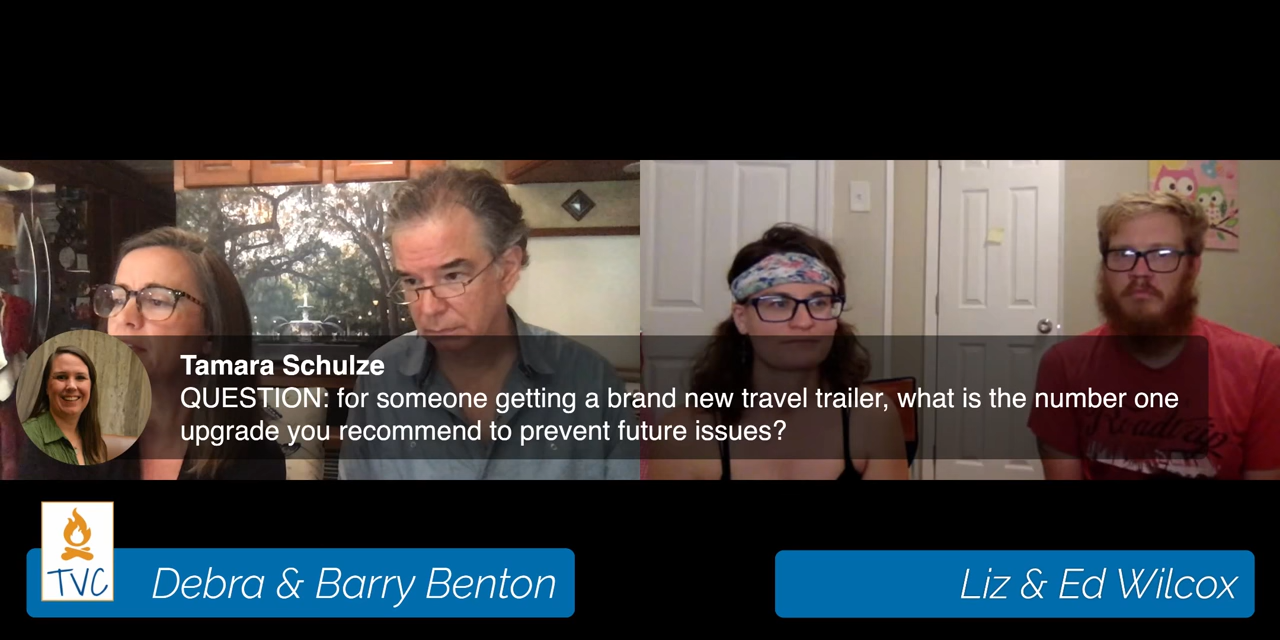 Tamara Schulze
QUESTION: for someone getting a brand new travel trailer, what is the number one
upgrade you recommend to prevent future issues?
Roadtrip
TVC
Debra & Barry Benton
Liz & Ed Wilcox